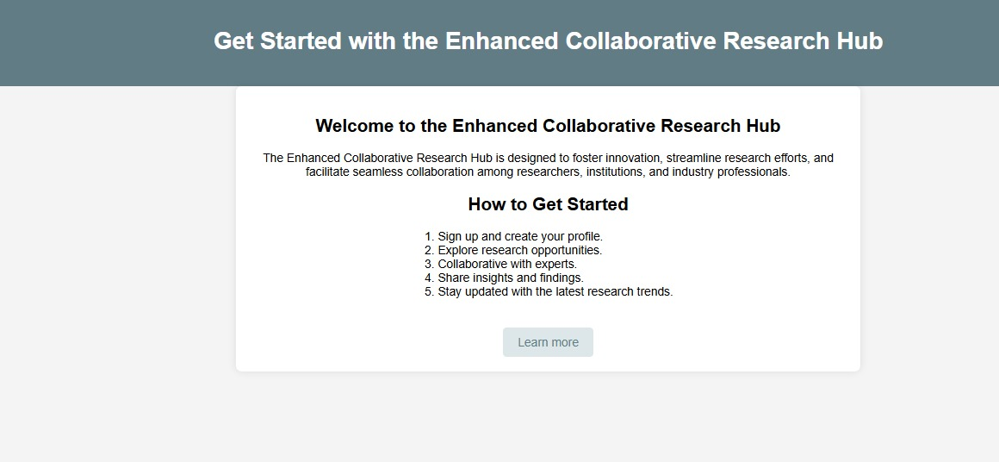 Get Started with the Enhanced Collaborative Research Hub
Welcome to the Enhanced Collaborative Research Hub
The Enhanced Collaborative Research Hub is designed to foster innovation, streamline research efforts, and
facilitate seamless collaboration among researchers, institutions, and industry professionals.
How to Get Started
1. Sign up and create your profile.
2. Explore research opportunities.
3. Collaborative with experts.
4. Share insights and findings.
5. Stay updated with the latest research trends.
Learn more